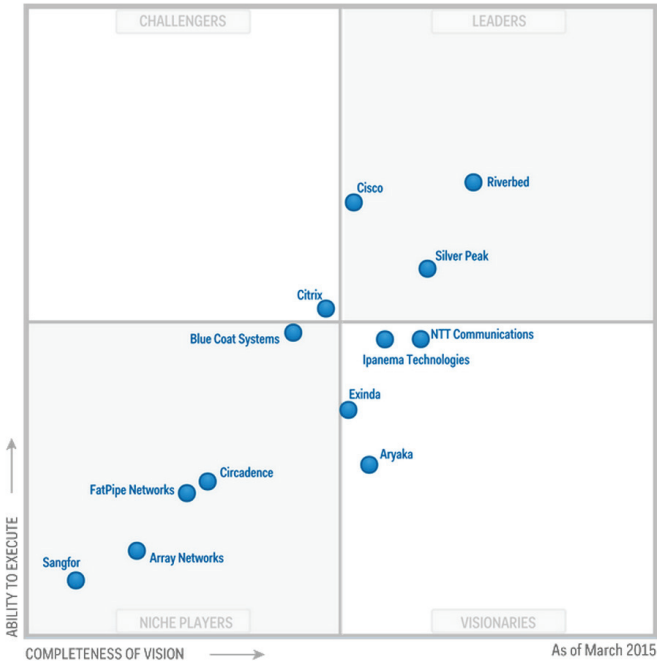 CHALLENGERS
LEADERS
Riverbed
Cisco
Silver Peak
Citrix
Blue Coat Systems
NTT Communications
Ipanema Technologies
Exinda
Aryaka
Circadence
FatPipe Networks
Array Networks
Sangfor
NICHE PLAYERS
VISIONARIES
ABILITY TO EXECUTE
COMPLETENESS OF VISION
As of March 2015